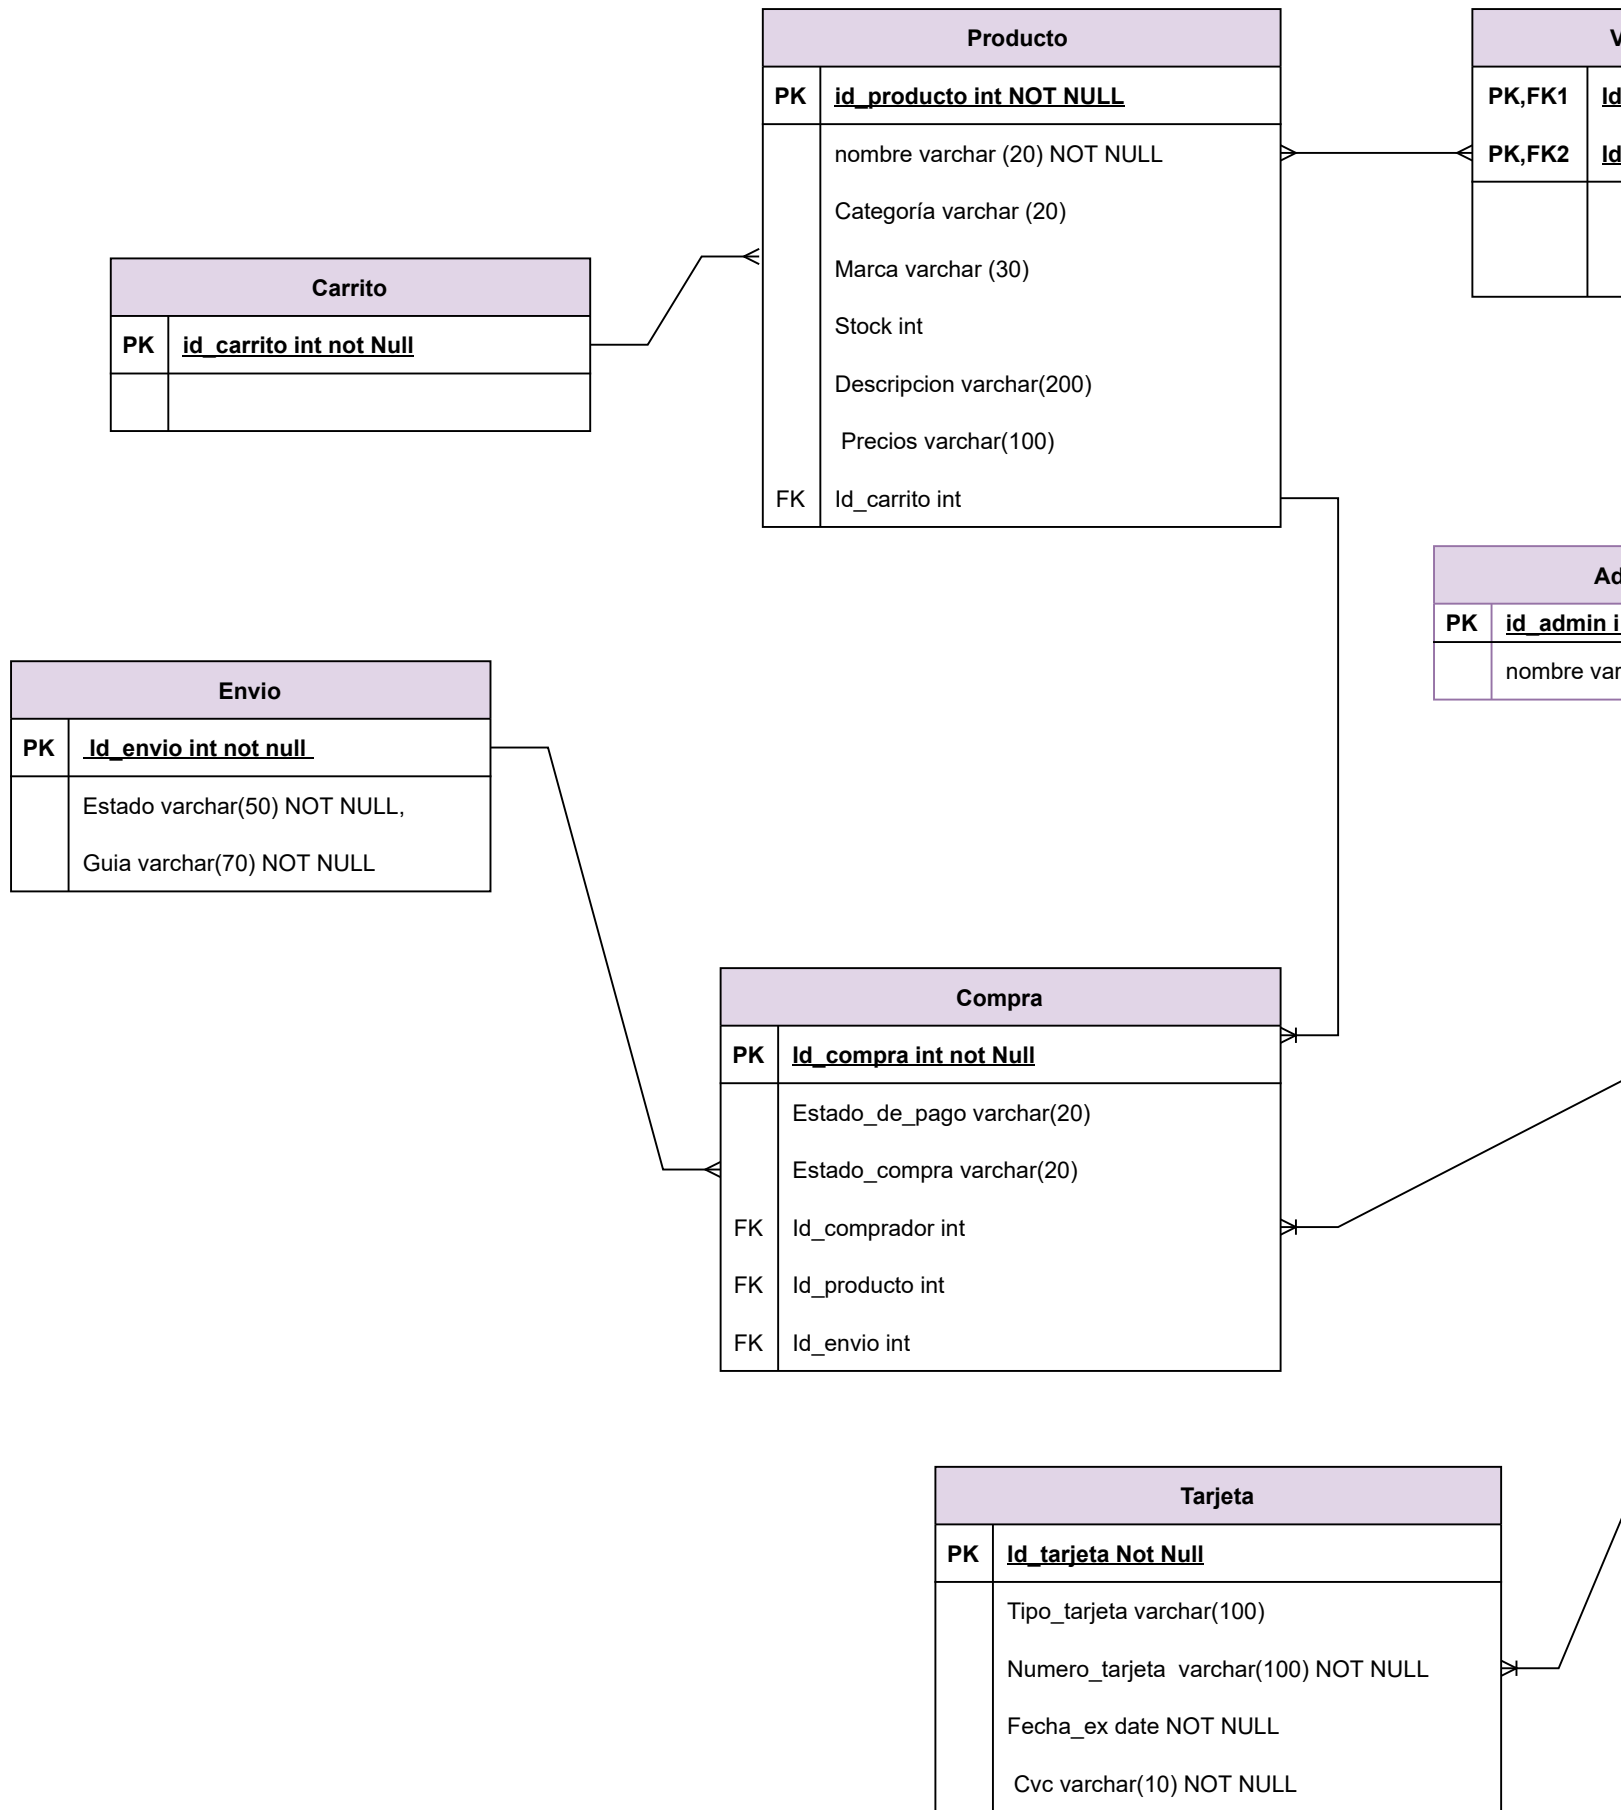 Producto
PK id_producto int NOT NULL
nombre varchar (20) NOT NULL
Categoría varchar (20)
Marca varchar (30)
Stock int
Descripcion varchar(200)
Precios varchar(100)
FK Id_carrito int
PK,FK1
PK,FK2
Carrito
PK id_carrito int not Null
PK id_admin
nombre
Envio
PK Id_envio int not null
Estado varchar(50) NOT NULL,
Guia varchar(70) NOT NULL
Compra
PK Id_compra int not Null
Estado_de_pago varchar(20)
Estado_compra varchar(20)
FK Id_comprador int
FK Id_producto int
FK Id_envio int
Tarjeta
PK Id_tarjeta Not Null
Tipo_tarjeta varchar(100)
Numero_tarjeta varchar(100) NOT NULL
Fecha_ex date NOT NULL
Cvc varchar(10) NOT NULL